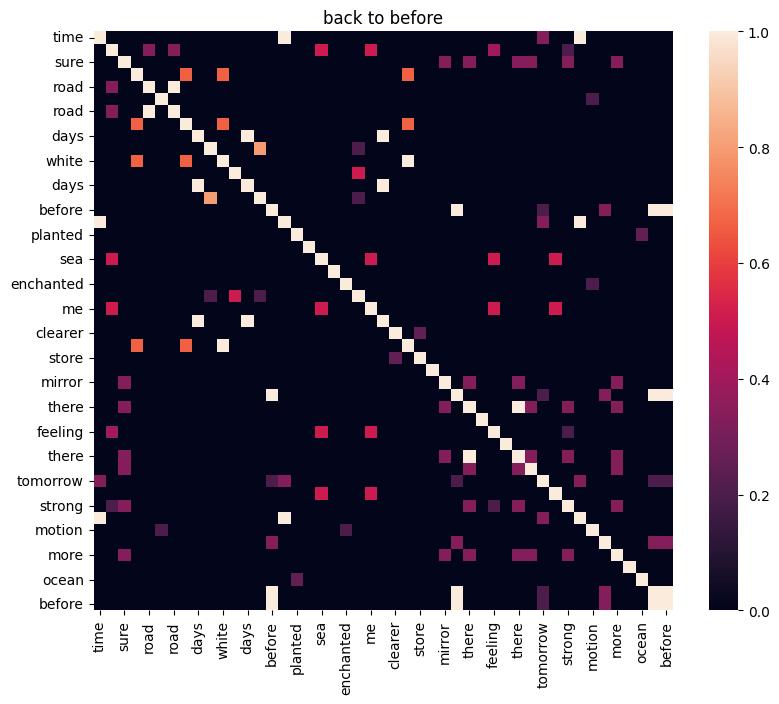 back to before
time
sure
road
road
days
white
days
before
planted
sea
enchanted
me
clearer
store
mirror
there
feeling
there
tomorrow
strong
motion
more
ocean
before
1.0
0.8
0.6
0.4
0.2
0.0
time
sure
road
road
days
white
days
before
planted
sea
enchanted
me
clearer
store
mirror
there
feeling
there
tomorrow
strong
motion
more
ocean
before